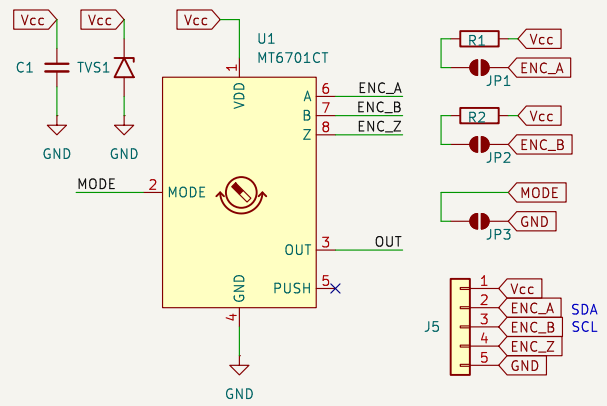 Vcc
Vcc
Vcc
C1
TVS1
GND
GND
U1
MT6701CT
1
VDD
MODE
2
MODE
A
6
ENC_A
B
7
ENC_B
Z
8
ENC_Z
OUT
3
OUT
PUSH
5
GND
4
GND
R1
Vcc
ENC_A
JP1
R2
Vcc
ENC_B
JP2
MODE
GND
JP3
J5
1
Vcc
2
ENC_A
SDA
3
ENC_B
SCL
4
ENC_Z
5
GND